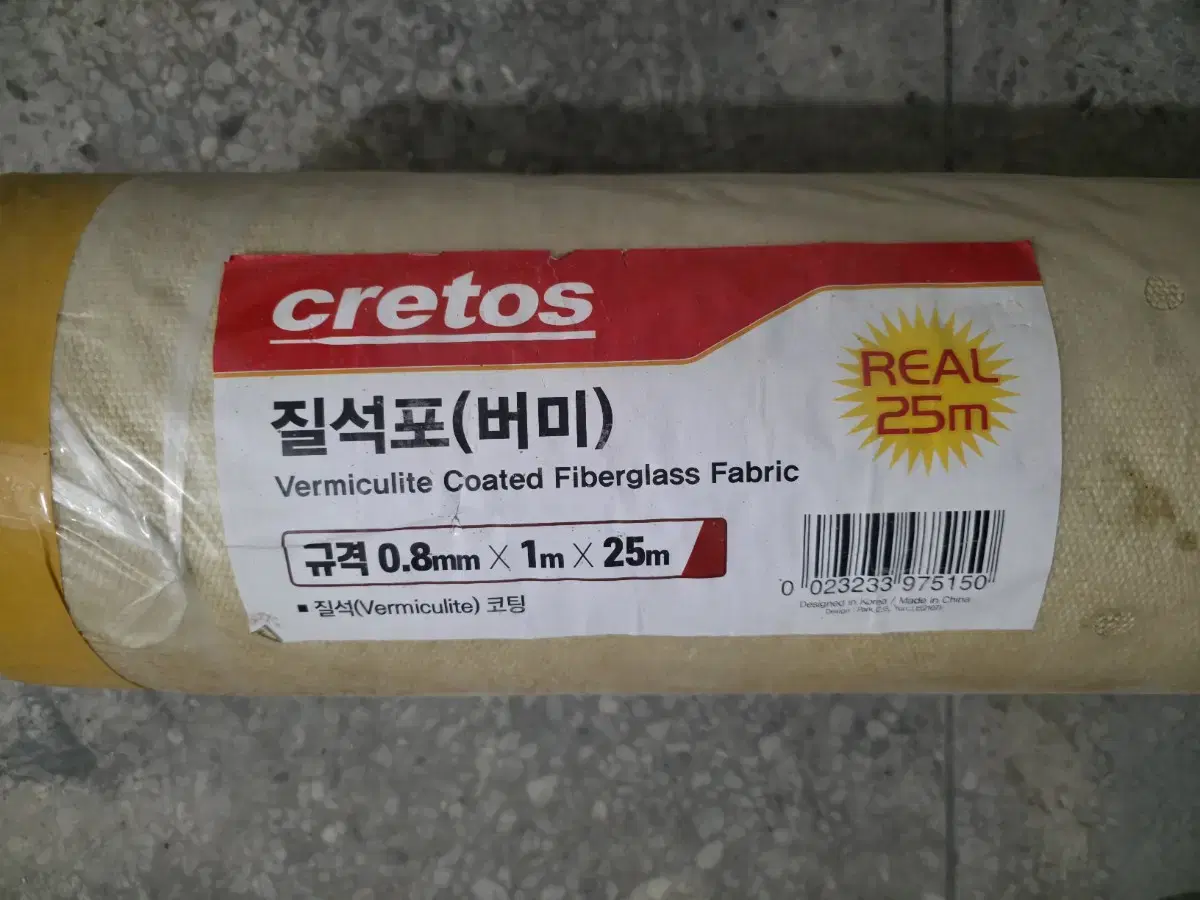 cretos
REAL
25m
질석포(버미)
Vermiculite Coated Fiberglass Fabric
규격 0.8mm × 1m × 25m
■ 질석(Vermiculite) 코팅
0 023233 975150
Designed in Korea / Made in China